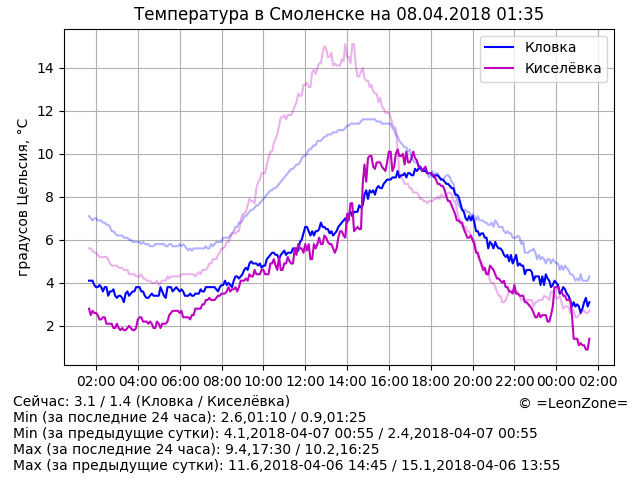 Температура в Смоленске на 08.04.2018 01:35
Кловка
Киселёвка
градусов Цельсия, °C
14
12
10
8
6
4
2
02:00 04:00 06:00 08:00 10:00 12:00 14:00 16:00 18:00 20:00 22:00 00:00 02:00
Сейчас: 3.1 / 1.4 (Кловка / Киселёвка)
© =LeonZone=
Min (за последние 24 часа): 2.6,01:10 / 0.9,01:25
Min (за предыдущие сутки): 4.1,2018-04-07 00:55 / 2.4,2018-04-07 00:55
Max (за последние 24 часа): 9.4,17:30 / 10.2,16:25
Max (за предыдущие сутки): 11.6,2018-04-06 14:45 / 15.1,2018-04-06 13:55